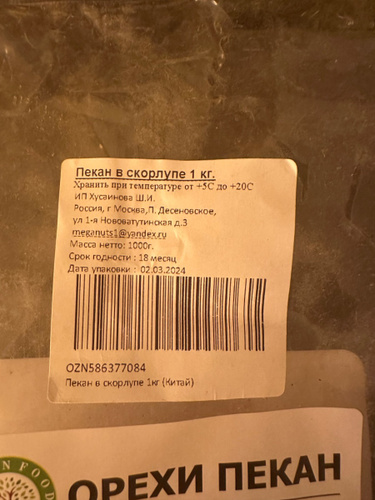 Пекан в скорлупе 1 кг.
Хранить при температуре от +5С до +20С
ИП Хусаинова Ш.И.
Россия, г Москва,П. Десеновское,
ул 1-я Нововатутинская д.3
meganuts1@yandex.ru
Масса нетто: 1000г.
Срок годности : 18 месяц
Дата упаковки : 02.03.2024
OZN586377084
Пекан в скорлупе 1кг (Китай)
N FOOD
ОРЕХИ ПЕКАН